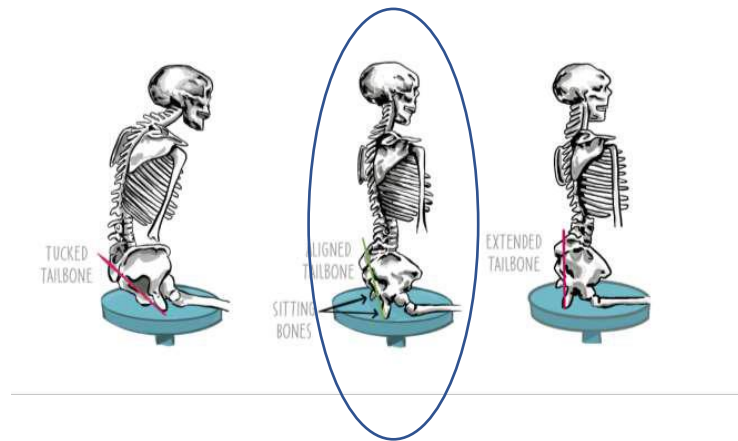 TUCKED
TAILBONE
ALIGNED
TAILBONE
SITTING
BONES
EXTENDED
TAILBONE